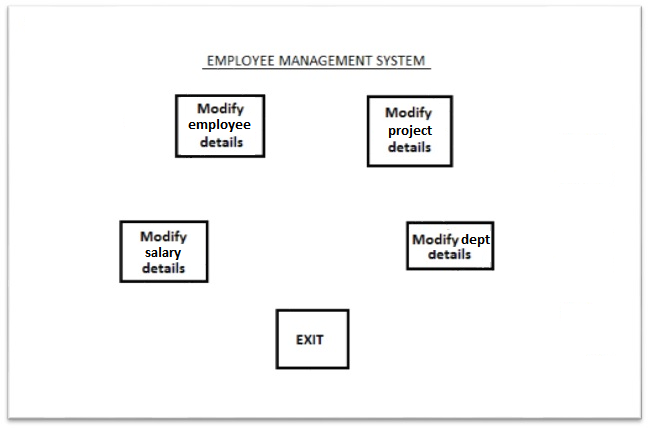 EMPLOYEE MANAGEMENT SYSTEM
Modify
employee
details
Modify
project
details
Modify
salary
details
Modify dept
details
EXIT